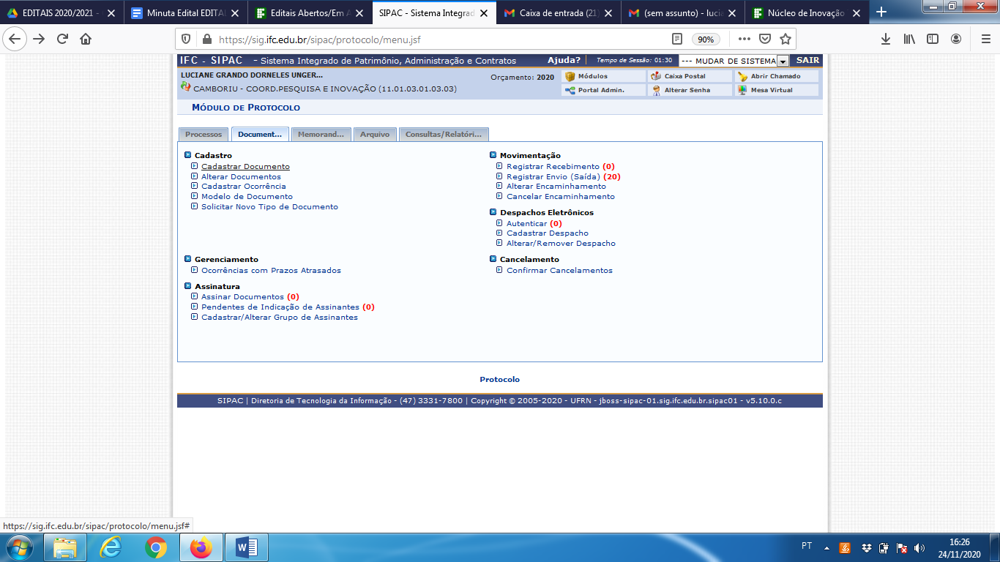 EDITAIS 2020/2021 -
Minuta Edital EDITA
Editais Abertos/Em A
SIPAC - Sistema Integrad
Caixa de entrada (21)
(sem assunto) - lucia
Núcleo de Inovação
https://sig.ifc.edu.br/sipac/protocolo/menu.jsf
90%
IFC - SIPAC - Sistema Integrado de Patrimônio, Administração e Contratos
Ajuda?
Tempo de Sessão: 01:30
--- MUDAR DE SISTEMA
SAIR
LUCIANE GRANDO DORNELES UNGER...
Orçamento: 2020
Módulos
Caixa Postal
Abrir Chamado
CAMBORIU - COORD.PESQUISA E INOVAÇÃO (11.01.03.01.03.03)
Portal Admin.
Alterar Senha
Mesa Virtual
MÓDULO DE PROTOCOLO
Processos
Document...
Memorand...
Arquivo
Consultas/Relatóri...
Cadastro
Cadastrar Documento
Alterar Documentos
Cadastrar Ocorrência
Modelo de Documento
Solicitar Novo Tipo de Documento
Movimentação
Registrar Recebimento (0)
Registrar Envio (Saída) (20)
Alterar Encaminhamento
Cancelar Encaminhamento
Despachos Eletrônicos
Autenticar (0)
Cadastrar Despacho
Alterar/Remover Despacho
Gerenciamento
Ocorrências com Prazos Atrasados
Cancelamento
Confirmar Cancelamentos
Assinatura
Assinar Documentos (0)
Pendentes de Indicação de Assinantes (0)
Cadastrar/Alterar Grupo de Assinantes
Protocolo
SIPAC | Diretoria de Tecnologia da Informação - (47) 3331-7800 | Copyright © 2005-2020 - UFRN - jboss-sipac-01.sig.ifc.edu.br.sipac01 - v5.10.0.c
https://sig.ifc.edu.br/sipac/protocolo/menu.jsf#
PT
16:26
24/11/2020